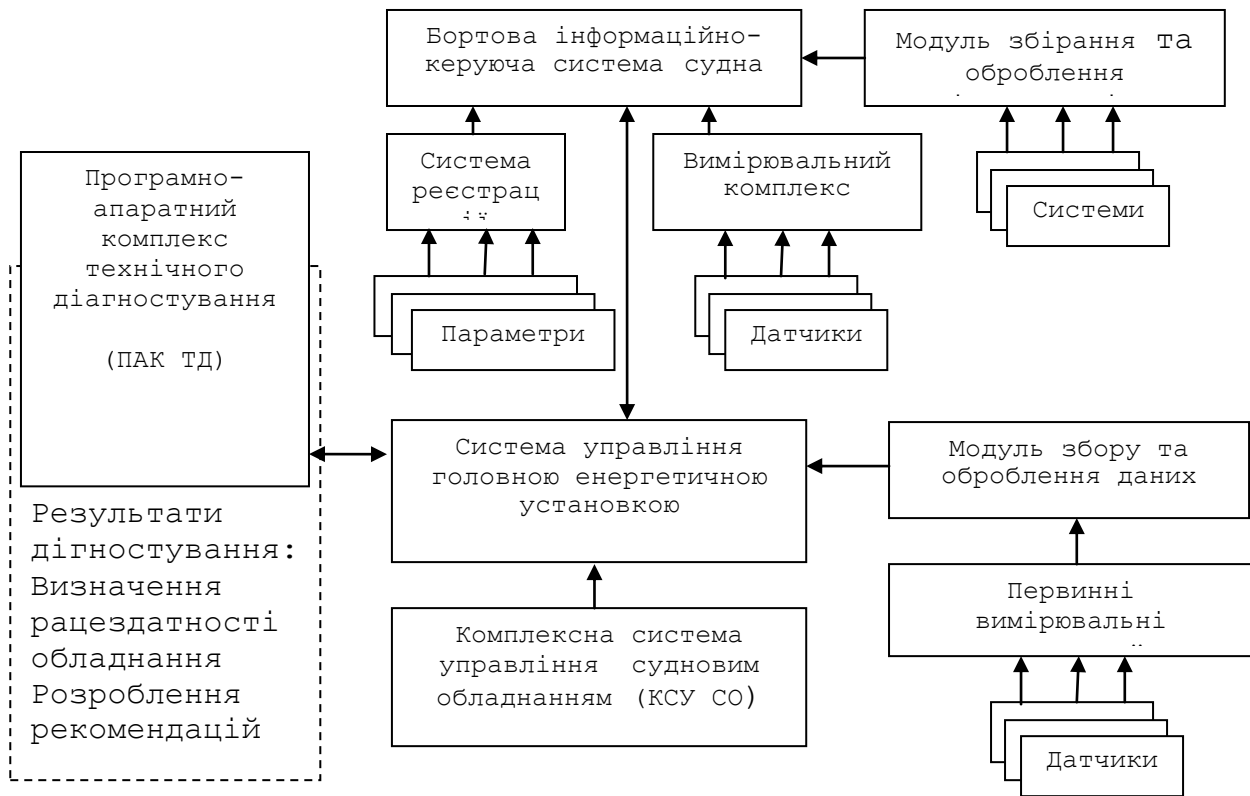 Бортова інформаційно-
керуюча система судна
Модуль збірання та
оброблення
Система
реєстрац
ії
Вимірювальний
комплекс
Системи
Програмно-
апаратний
комплекс
технічного
діагностування
(ПАК ТД)
Параметри
Датчики
Система управління
головною енергетичною
установкою
Модуль збору та
оброблення даних
Результати
дігностування:
Визначення
рацездатності
обладнання
Розроблення
рекомендацій
Первинні
вимірювальні
Комплексна система
управління судновим
обладнанням (КСУ СО)
Датчики